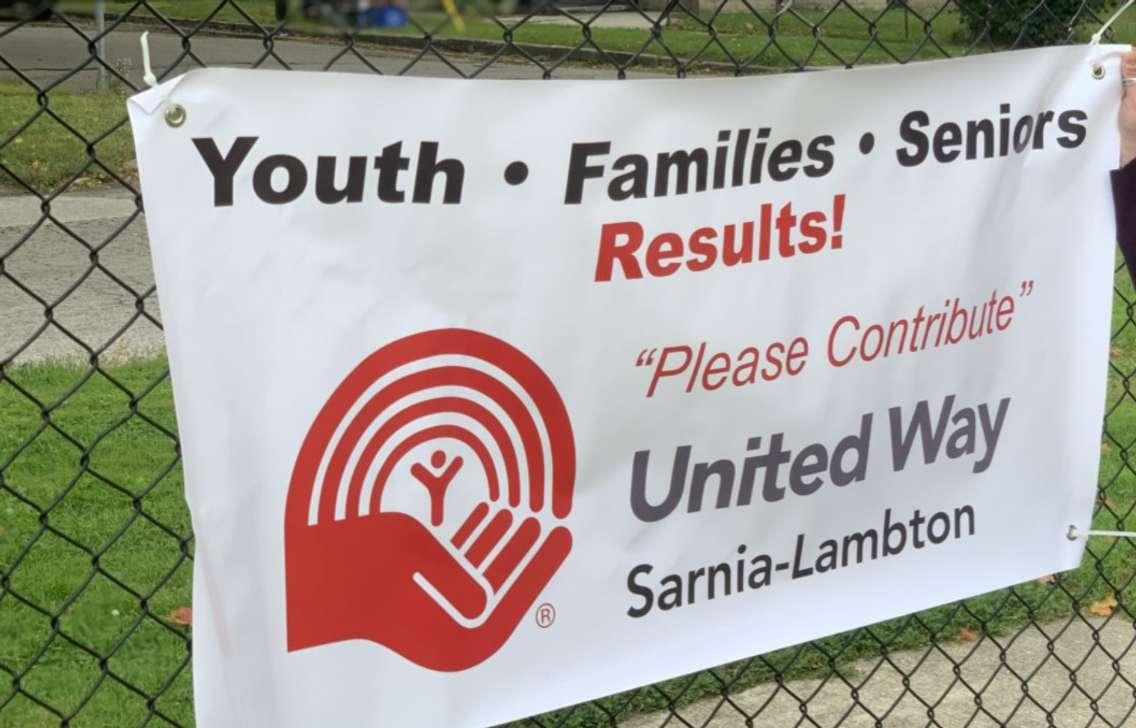 Youth • Families • Seniors
Results!
“Please Contribute”
United Way
Sarnia-Lambton
®